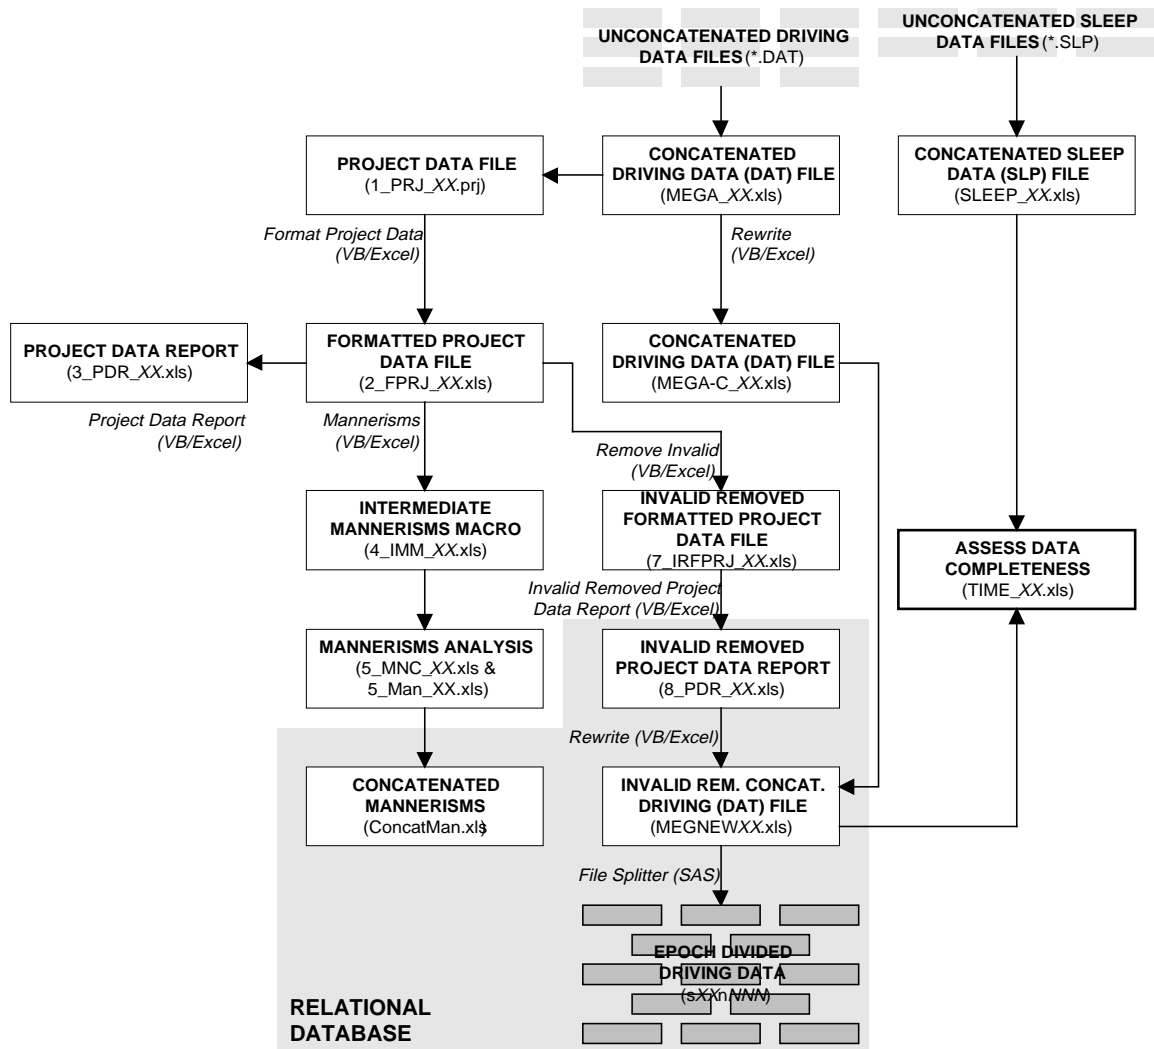 UNCONCATENATED DRIVING
DATA FILES (*.DAT)
UNCONCATENATED SLEEP
DATA FILES (*.SLP)
PROJECT DATA FILE
(1_PRJ_XX.prj)
CONCATENATED
DRIVING DATA (DAT) FILE
(MEGA_XX.xls)
CONCATENATED SLEEP
DATA (SLP) FILE
(SLEEP_XX.xls)
Format Project Data
(VB/Excel)
Rewrite
(VB/Excel)
PROJECT DATA REPORT
(3_PDR_XX.xls)
FORMATTED PROJECT
DATA FILE
(2_FPRJ_XX.xls)
CONCATENATED
DRIVING DATA (DAT) FILE
(MEGA-C_XX.xls)
Project Data Report
(VB/Excel)
Mannerisms
(VB/Excel)
Remove Invalid
(VB/Excel)
INTERMEDIATE
MANNERISMS MACRO
(4_IMM_XX.xls)
INVALID REMOVED
FORMATTED PROJECT
DATA FILE
(7_IRFPRJ_XX.xls)
ASSESS DATA
COMPLETENESS
(TIME_XX.xls)
Invalid Removed Project
Data Report (VB/Excel)
MANNERISMS ANALYSIS
(5_MNC_XX.xls &
5_Man_XX.xls)
INVALID REMOVED
PROJECT DATA REPORT
(8_PDR_XX.xls)
Rewrite (VB/Excel)
CONCATENATED
MANNERISMS
(ConcatMan.xls)
INVALID REM. CONCAT.
DRIVING (DAT) FILE
(MEGNEWXX.xls)
File Splitter (SAS)
EPOCH DIVIDED
DRIVING DATA
(sXXnNNN)
RELATIONAL
DATABASE